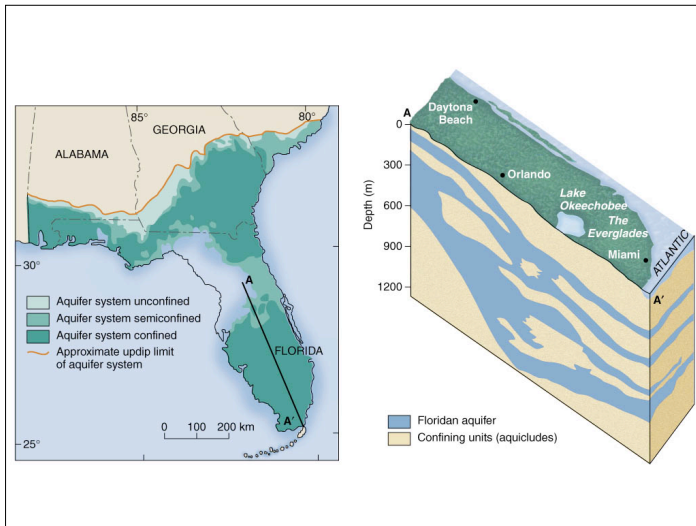 85°
80°
GEORGIA
ALABAMA
30°
A
Aquifer system unconfined
Aquifer system semiconfined
Aquifer system confined
Approximate updip limit
of aquifer system
FLORIDA
A′
0 100 200 km
25°
A
Daytona
Beach
0
Orlando
300
Lake
Okeechobee
The
Everglades
600
Depth (m)
900
Miami
ATLANTIC
1200
A′
Floridan aquifer
Confining units (aquicludes)